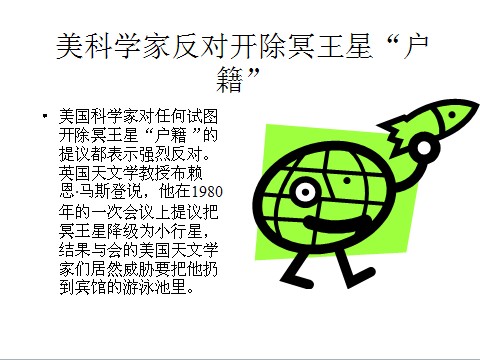 美科学家反对开除冥王星“户
籍”
• 美国科学家对任何试图
开除冥王星“户籍“的
提议都表示强烈反对。
英国天文学教授布赖
恩·马斯登说，他在1980
年的一次会议上提议把
冥王星降级为小行星，
结果与会的美国天文学
家们居然威胁要把他扔
到宾馆的游泳池里。